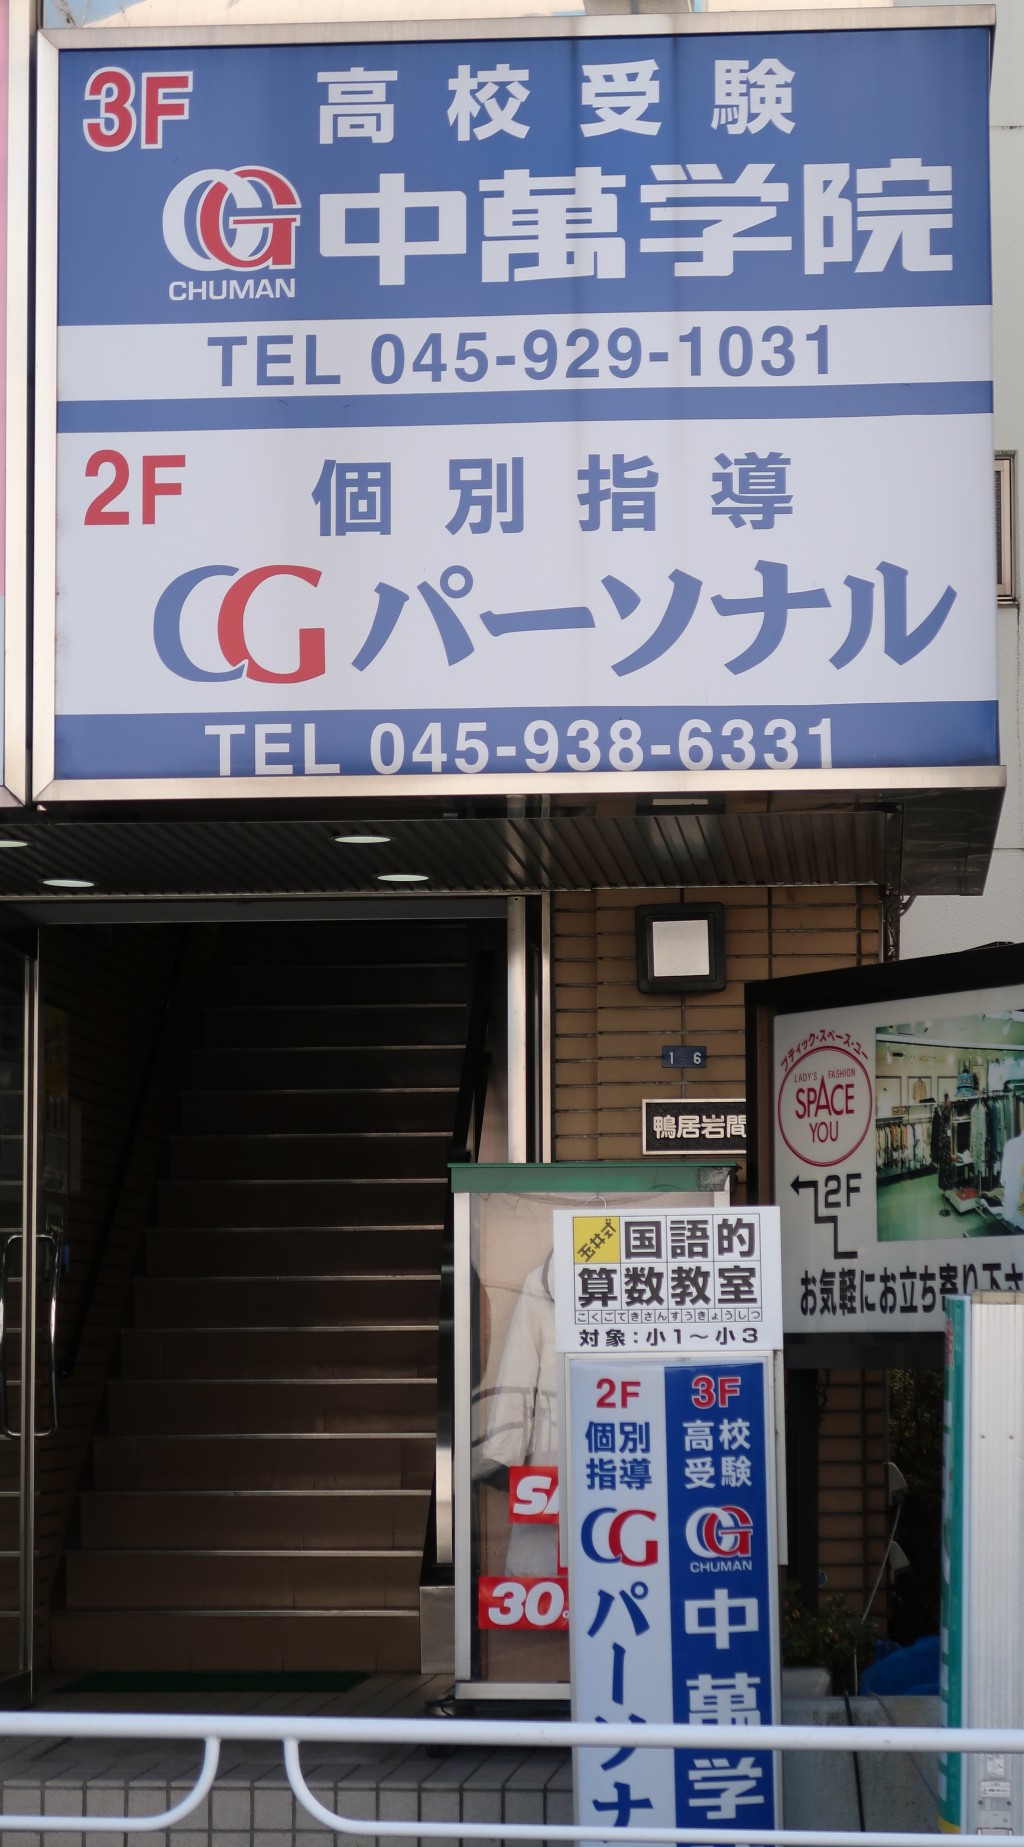 3F 高校受験
CG 中萬学院
CHUMAN
TEL 045-929-1031
2F 個別指導
CG パーソナル
TEL 045-938-6331
1 6
鴨居岩間
ブティック・スペース・ユー
LADY'S FASHION
SPACE
YOU
2F
お気軽にお立ち寄り下さ
玉井式 国語的
算数教室
こくごてきさんすうきょうしつ
対象:小1〜小3
2F
個別
指導
CG
パーソナ
3F
高校
受験
CG
CHUMAN
中萬学
SA
30%